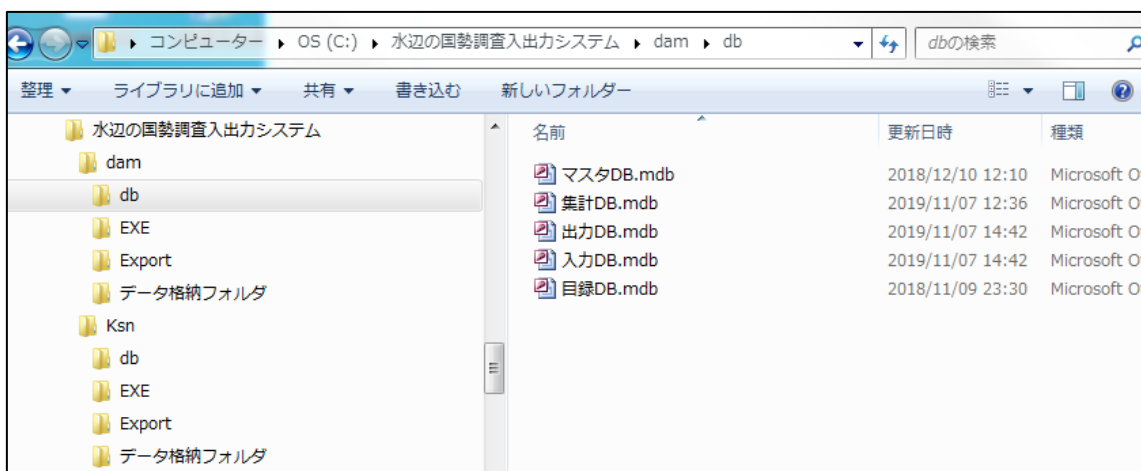 コンピューター ▸ OS (C:) ▸ 水辺の国勢調査入出力システム ▸ dam ▸ db
dbの検索
整理 ライブラリに追加 共有 書き込む 新しいフォルダー
水辺の国勢調査入出力システム
dam
db
EXE
Export
データ格納フォルダ
Ksn
db
EXE
Export
データ格納フォルダ
名前 更新日時 種類
マスタDB.mdb 2018/12/10 12:10 Microsoft O
集計DB.mdb 2019/11/07 12:36 Microsoft O
出力DB.mdb 2019/11/07 14:42 Microsoft O
入力DB.mdb 2019/11/07 14:42 Microsoft O
目録DB.mdb 2018/11/09 23:30 Microsoft O